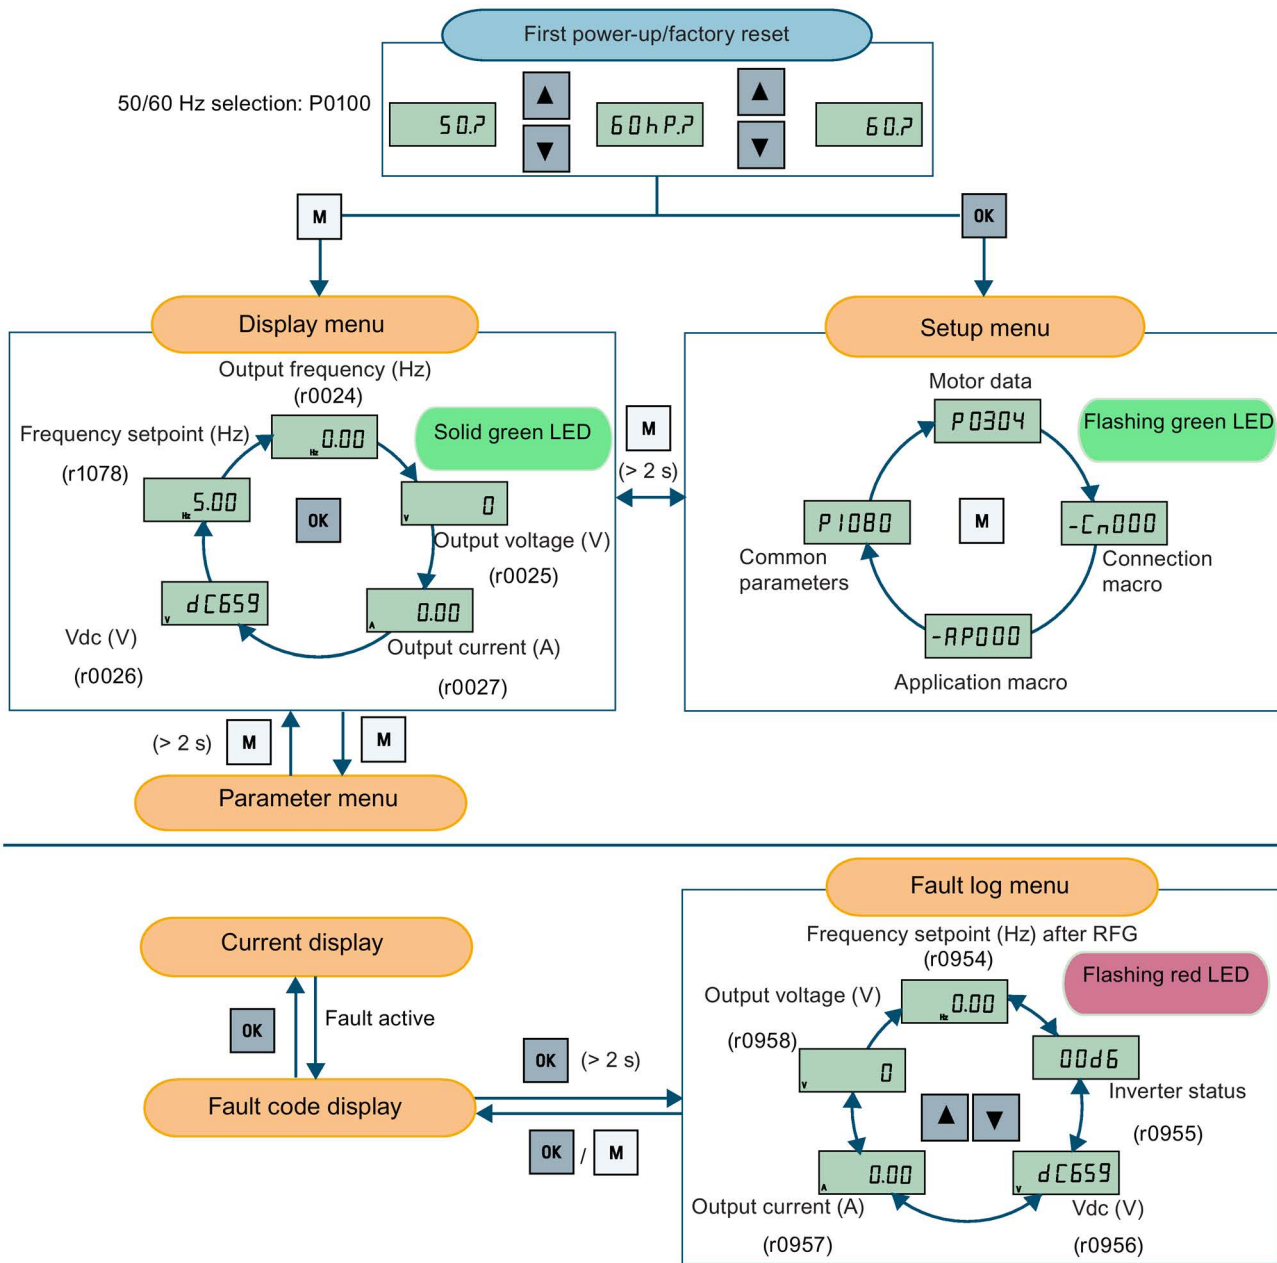 First power-up/factory reset
50/60 Hz selection: P0100
50.?
60hP.?
60.?
M
OK
Display menu
Setup menu
Output frequency (Hz)
(r0024)
Hz 0.00
Solid green LED
Frequency setpoint (Hz)
(r1078)
Hz 5.00
OK
V 0
Output voltage (V)
(r0025)
V dC659
Vdc (V)
(r0026)
A 0.00
Output current (A)
(r0027)
M
(> 2 s)
Motor data
P0304
Flashing green LED
P1080
Common
parameters
M
-Cn000
Connection
macro
-AP000
Application macro
(> 2 s)
M
M
Parameter menu
Fault log menu
Current display
OK
Fault active
Fault code display
OK
(> 2 s)
OK / M
Frequency setpoint (Hz) after RFG
(r0954)
Hz 0.00
Flashing red LED
Output voltage (V)
(r0958)
V 0
00d6
Inverter status
(r0955)
A 0.00
Output current (A)
(r0957)
V dC659
Vdc (V)
(r0956)